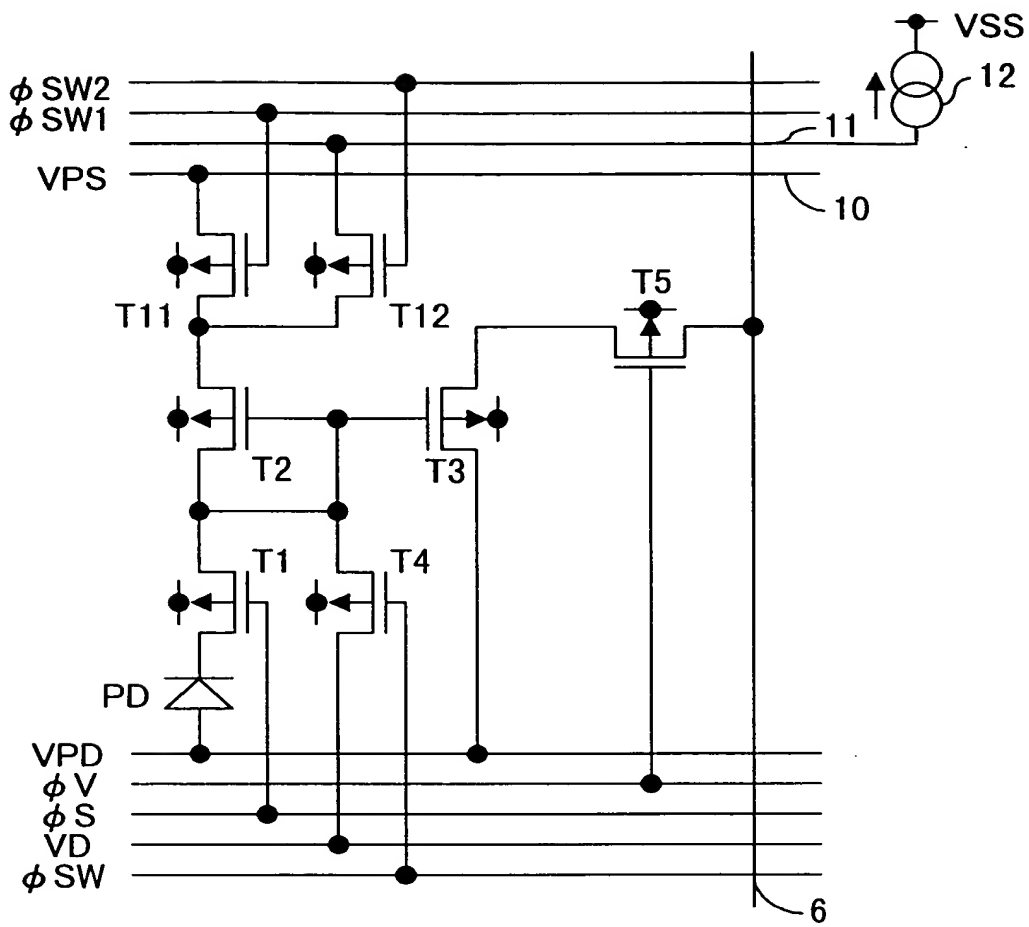 VSS
φ SW2
12
φ SW1
11
VPS
10
T5
T11
T12
T2
T3
T1
T4
PD
VPD
φ V
φ S
VD
φ SW
6